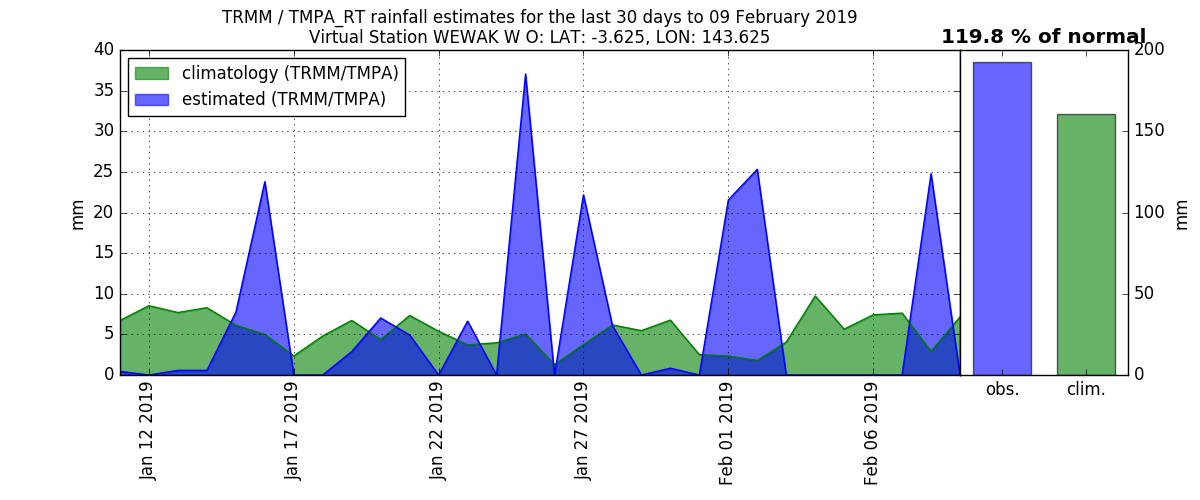 TRMM / TMPA_RT rainfall estimates for the last 30 days to 09 February 2019
Virtual Station WEWAK W O: LAT: -3.625, LON: 143.625
119.8 % of normal
climatology (TRMM/TMPA)
estimated (TRMM/TMPA)
40
35
30
25
20
15
10
5
0
mm
Jan 12 2019
Jan 17 2019
Jan 22 2019
Jan 27 2019
Feb 01 2019
Feb 06 2019
obs.
clim.
200
150
100
50
0
mm